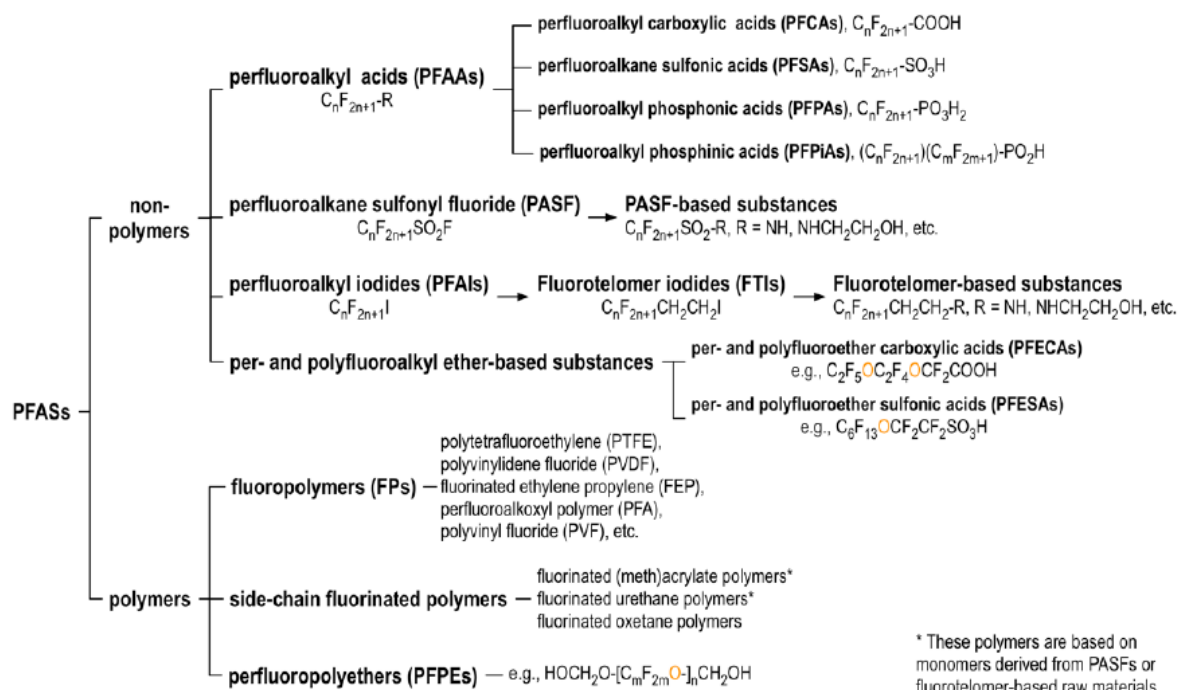 perfluoroalkyl carboxylic acids (PFCAs), CₙF₂ₙ₊₁-COOH
perfluoroalkane sulfonic acids (PFSAs), CₙF₂ₙ₊₁-SO₃H
perfluoroalkyl acids (PFAAs)
CₙF₂ₙ₊₁-R
perfluoroalkyl phosphonic acids (PFPAs), CₙF₂ₙ₊₁-PO₃H₂
perfluoroalkyl phosphinic acids (PFPiAs), (CₙF₂ₙ₊₁)(CₘF₂ₘ₊₁)-PO₂H
non-
polymers
perfluoroalkane sulfonyl fluoride (PASF)
CₙF₂ₙ₊₁SO₂F
PASF-based substances
CₙF₂ₙ₊₁SO₂-R, R = NH, NHCH₂CH₂OH, etc.
perfluoroalkyl iodides (PFAIs)
CₙF₂ₙ₊₁I
Fluorotelomer iodides (FTIs)
CₙF₂ₙ₊₁CH₂CH₂I
Fluorotelomer-based substances
CₙF₂ₙ₊₁CH₂CH₂-R, R = NH, NHCH₂CH₂OH, etc.
per- and polyfluoroalkyl ether-based substances
per- and polyfluoroether carboxylic acids (PFECAs)
e.g., C₂F₅OC₂F₄OCF₂COOH
per- and polyfluoroether sulfonic acids (PFESAs)
e.g., C₆F₁₃OCF₂CF₂SO₃H
PFASs
fluoropolymers (FPs)
polytetrafluoroethylene (PTFE),
polyvinylidene fluoride (PVDF),
fluorinated ethylene propylene (FEP),
perfluoroalkoxyl polymer (PFA),
polyvinyl fluoride (PVF), etc.
polymers
side-chain fluorinated polymers
fluorinated (meth)acrylate polymers*
fluorinated urethane polymers*
fluorinated oxetane polymers
perfluoropolyethers (PFPEs)
e.g., HOCH₂O-[CₘF₂ₘO-]ₙCH₂OH
* These polymers are based on
monomers derived from PASFs or
fluorotelomer-based raw materials